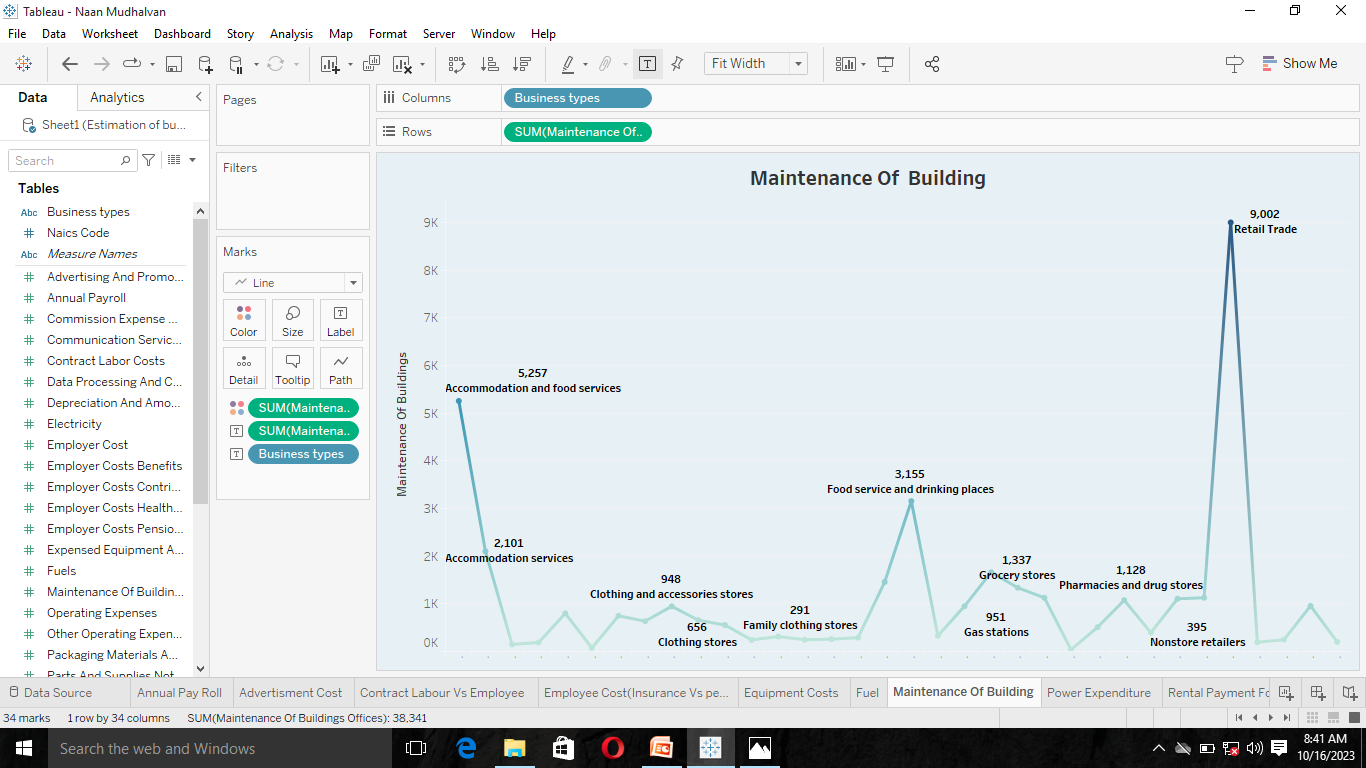 Tableau - Naan Mudhalvan
File Data Worksheet Dashboard Story Analysis Map Format Server Window Help
Fit Width
Show Me
Data
Analytics
Sheet1 (Estimation of bu...
Search
Tables
Abc Business types
# Naics Code
Abc Measure Names
# Advertising And Promo...
# Annual Payroll
# Commission Expense ...
# Communication Servic...
# Contract Labor Costs
# Data Processing And C...
# Depreciation And Amo...
# Electricity
# Employer Cost
# Employer Costs Benefits
# Employer Costs Contri...
# Employer Costs Health...
# Employer Costs Pensio...
# Expensed Equipment A...
# Fuels
# Maintenance Of Buildin...
# Operating Expenses
# Other Operating Expen...
# Packaging Materials A...
# Parts And Supplies Not
Pages
Filters
Marks
Line
Color Size Label
Detail Tooltip Path
SUM(Maintena..
SUM(Maintena..
Business types
Columns
Business types
Rows
SUM(Maintenance Of..
Maintenance Of Building
Maintenance Of Buildings
9K
8K
7K
6K
5K
4K
3K
2K
1K
0K
9,002
Retail Trade
5,257
Accommodation and food services
3,155
Food service and drinking places
2,101
Accommodation services
948
Clothing and accessories stores
656
Clothing stores
291
Family clothing stores
1,337
Grocery stores
951
Gas stations
1,128
Pharmacies and drug stores
395
Nonstore retailers
Data Source
Annual Pay Roll
Advertisment Cost
Contract Labour Vs Employee
Employee Cost(Insurance Vs pe...
Equipment Costs
Fuel
Maintenance Of Building
Power Expenditure
Rental Payment Fo
34 marks 1 row by 34 columns SUM(Maintenance Of Buildings Offices): 38,341
Search the web and Windows
8:41 AM
10/16/2023